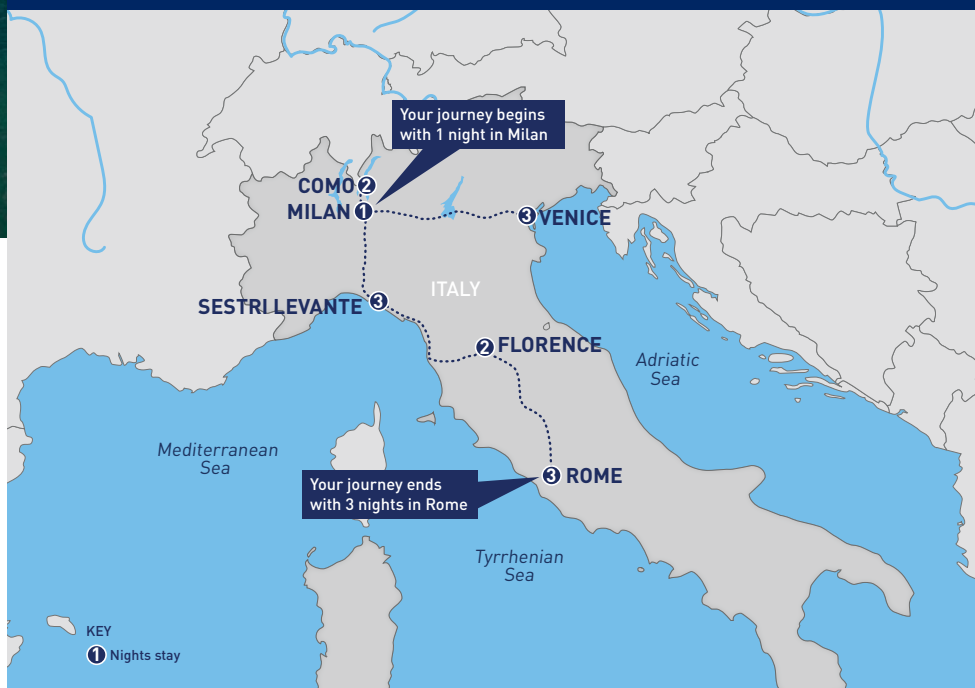 Your journey begins
with 1 night in Milan
COMO 2
MILAN 1
3 VENICE
ITALY
SESTRI LEVANTE 3
2 FLORENCE
Adriatic
Sea
Mediterranean
Sea
3 ROME
Your journey ends
with 3 nights in Rome
Tyrrhenian
Sea
KEY
1 Nights stay